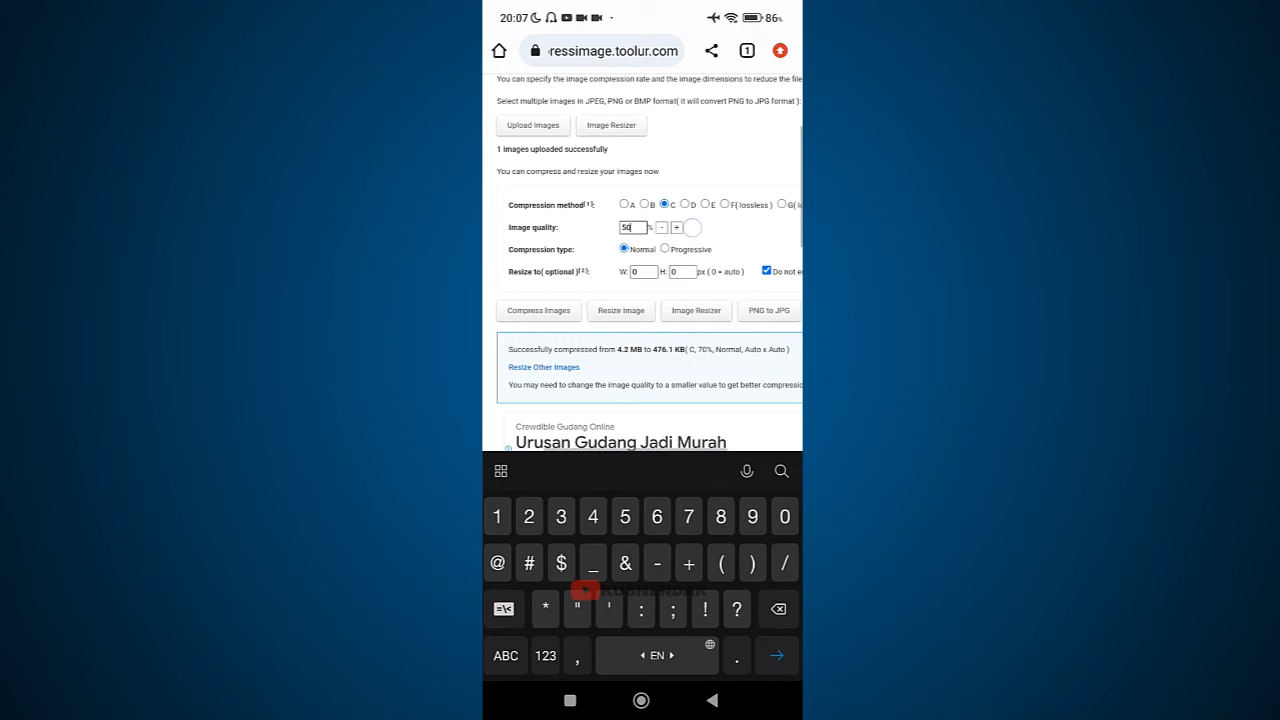 20:07 86%
ressimage.toolur.com 1
You can specify the image compression rate and the image dimensions to reduce the file
Select multiple images in JPEG, PNG or BMP format( it will convert PNG to JPG format ):
Upload Images Image Resizer
1 images uploaded successfully
You can compress and resize your images now
Compression method[1]: A B C D E F( lossless ) G(
Image quality: 50 % - +
Compression type: Normal Progressive
Resize to( optional )[2]: W: 0 H: 0 px ( 0 = auto ) Do not
Compress Images Resize Image Image Resizer PNG to JPG
Successfully compressed from 4.2 MB to 476.1 KB( C, 70%, Normal, Auto x Auto )
Resize Other Images
You may need to change the image quality to a smaller value to get better compressio
Crewdible Gudang Online
Urusan Gudang Jadi Murah
1 2 3 4 5 6 7 8 9 0
@ # $ _ & - + ( ) /
KUSNENDAR
=\< * " ' : ; ! ?
ABC 123 , EN .